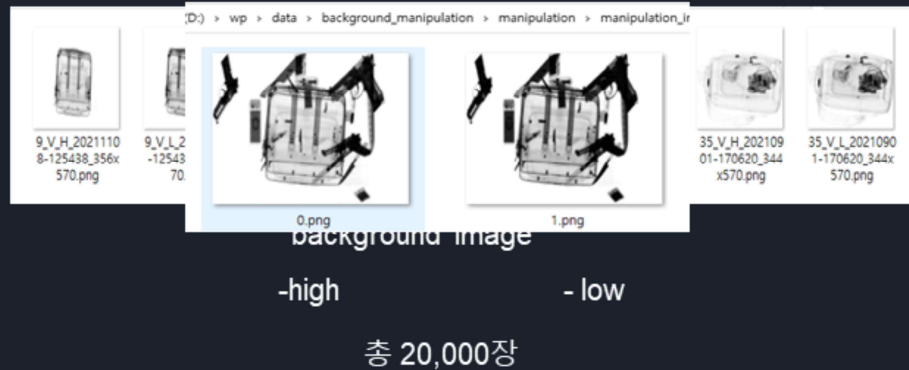 (D:) > wp > data > background_manipulation > manipulation >
9_V_H_2021110
8-125438_356x
570.png
9_V_L_2
-12543
70.
0.png
1.png
35_V_H_202109
01-170620_344
x570.png
35_V_L_2021090
1-170620_344x
570.png
background image
-high
- low
총 20,000장